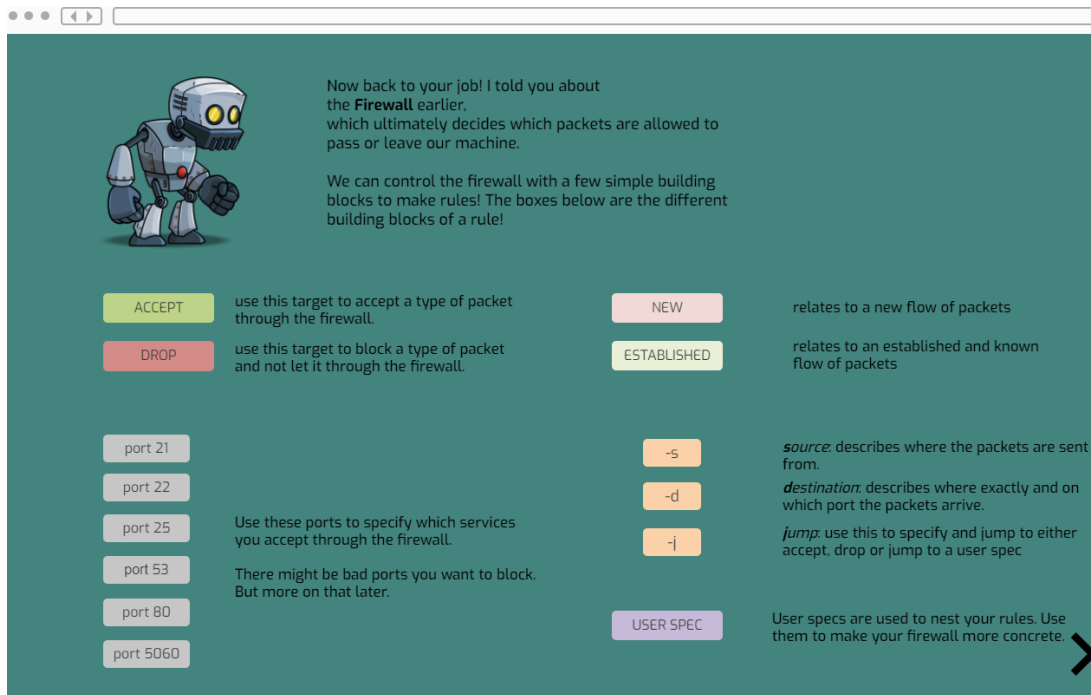 Now back to your job! I told you about
the Firewall earlier,
which ultimately decides which packets are allowed to
pass or leave our machine.
We can control the firewall with a few simple building
blocks to make rules! The boxes below are the different
building blocks of a rule!
ACCEPT
use this target to accept a type of packet
through the firewall.
DROP
use this target to block a type of packet
and not let it through the firewall.
NEW
relates to a new flow of packets
ESTABLISHED
relates to an established and known
flow of packets
port 21
port 22
port 25
port 53
port 80
port 5060
Use these ports to specify which services
you accept through the firewall.
There might be bad ports you want to block.
But more on that later.
-s
source: describes where the packets are sent
from.
-d
destination: describes where exactly and on
which port the packets arrive.
-j
jump: use this to specify and jump to either
accept, drop or jump to a user spec
USER SPEC
User specs are used to nest your rules. Use
them to make your firewall more concrete.